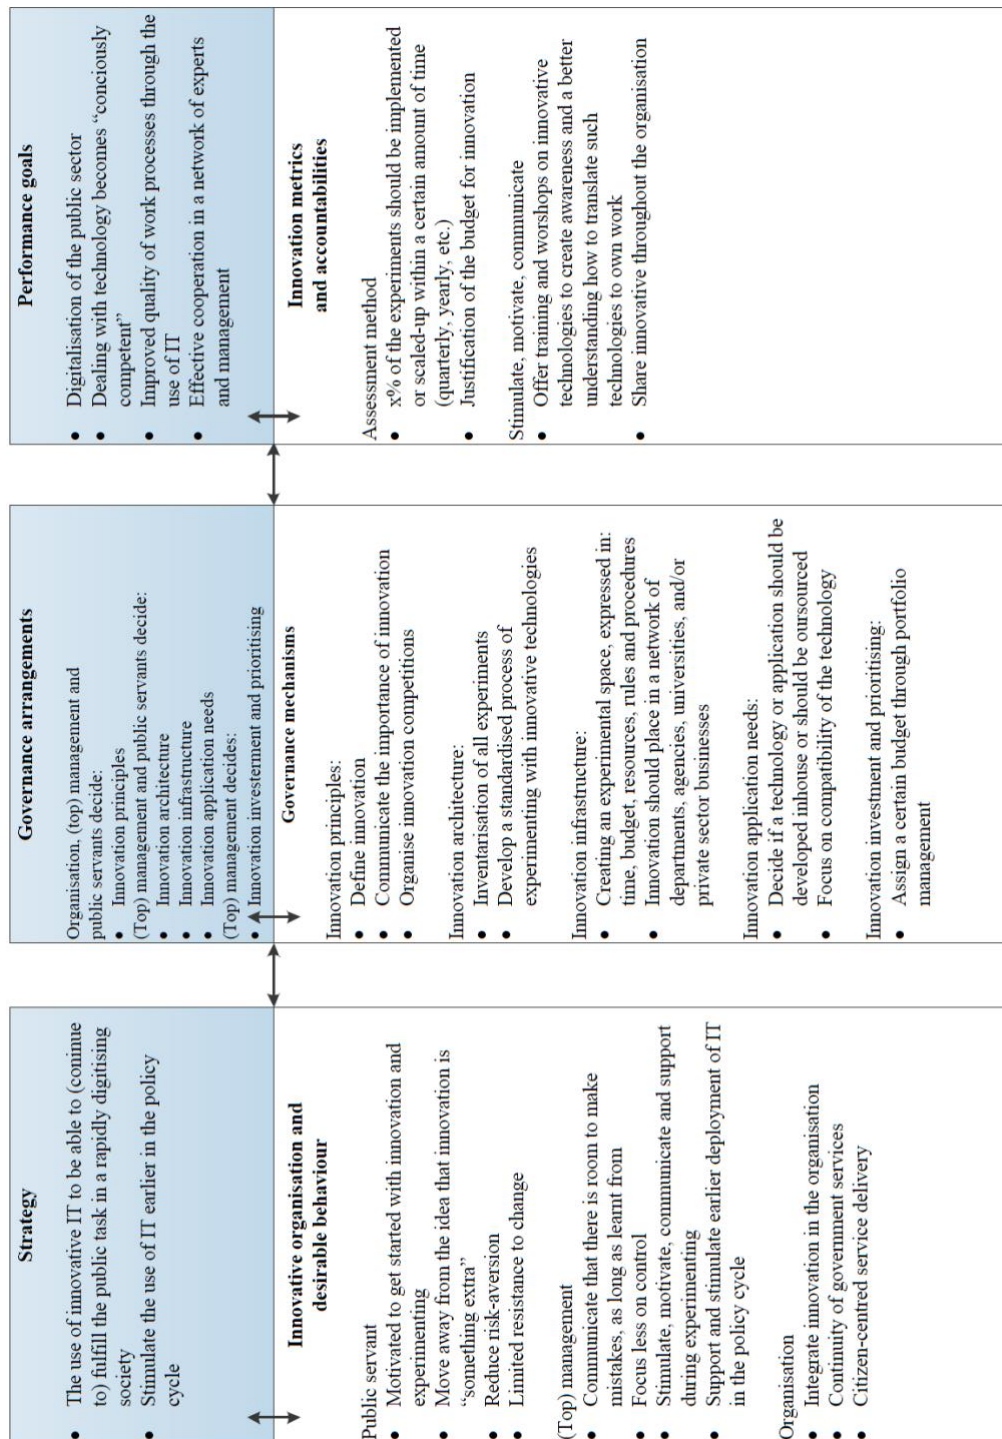 Strategy
• The use of innovative IT to be able to (coninue
to) fulfill the public task in a rapidly digitising
society
• Stimulate the use of IT earlier in the policy
cycle
Innovative organisation and
desirable behaviour
Public servant
• Motivated to get started with innovation and
experimenting
• Move away from the idea that innovation is
“something extra”
• Reduce risk-aversion
• Limited resistance to change
(Top) management
• Communicate that there is room to make
mistakes, as long as learnt from
• Focus less on control
• Stimulate, motivate, communicate and support
during experimenting
• Support and stimulate earlier deployment of IT
in the policy cycle
Organisation
• Integrate innovation in the organisation
• Continuity of government services
• Citizen-centred service delivery
Governance arrangements
Organisation, (top) management and
public servants decide:
• Innovation principles
(Top) management and public servants decide:
• Innovation architecture
• Innovation infrastructure
• Innovation application needs
(Top) management decides:
• Innovation investerment and prioritising
Governance mechanisms
Innovation principles:
• Define innovation
• Communicate the importance of innovation
• Organise innovation competitions
Innovation architecture:
• Inventarisation of all experiments
• Develop a standardised process of
experimenting with innovative technologies
Innovation infrastructure:
• Creating an experimental space, expressed in:
time, budget, resources, rules and procedures
• Innovation should place in a network of
departments, agencies, universities, and/or
private sector businesses
Innovation application needs:
• Decide if a technology or application should be
developed inhouse or should be oursourced
• Focus on compatibility of the technology
Innovation investment and prioritising:
• Assign a certain budget through portfolio
management
Performance goals
• Digitalisation of the public sector
• Dealing with technology becomes “conciously
competent”
• Improved quality of work processes through the
use of IT
• Effective cooperation in a network of experts
and management
Innovation metrics
and accountabilities
Assessment method
• x% of the experiments should be implemented
or scaled-up within a certain amount of time
(quarterly, yearly, etc.)
• Justification of the budget for innovation
Stimulate, motivate, communicate
• Offer training and worshops on innovative
technologies to create awareness and a better
understanding how to translate such
technologies to own work
• Share innovative throughout the organisation